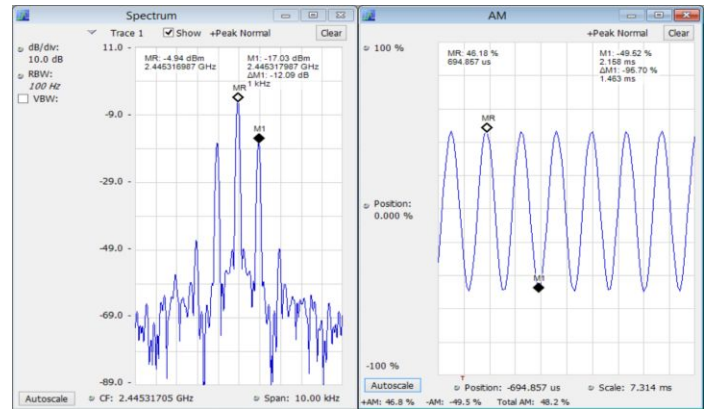 Spectrum
Trace 1 Show +Peak Normal Clear
dB/div:
10.0 dB
RBW:
100 Hz
VBW:
11.0
-9.0
-29.0
-49.0
-69.0
-89.0
MR: -4.94 dBm
2.445316987 GHz
M1: -17.03 dBm
2.445317987 GHz
ΔM1: -12.09 dB
1 kHz
MR
M1
Autoscale CF: 2.44531705 GHz Span: 10.00 kHz
AM
+Peak Normal Clear
100 %
MR: 46.18 %
694.857 us
M1: -49.52 %
2.158 ms
ΔM1: -95.70 %
1.463 ms
MR
Position:
0.000 %
M1
-100 %
Autoscale Position: -694.857 us Scale: 7.314 ms
+AM: 46.8 % -AM: -49.5 % Total AM: 48.2 %